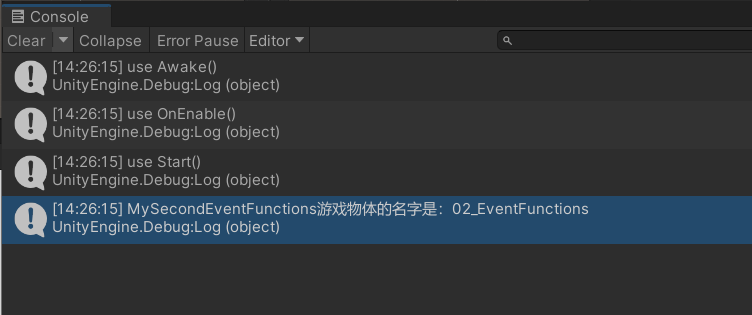 Console
Clear Collapse Error Pause Editor
[14:26:15] use Awake()
UnityEngine.Debug:Log (object)
[14:26:15] use OnEnable()
UnityEngine.Debug:Log (object)
[14:26:15] use Start()
UnityEngine.Debug:Log (object)
[14:26:15] MySecondEventFunctions游戏物体的名字是：02_EventFunctions
UnityEngine.Debug:Log (object)